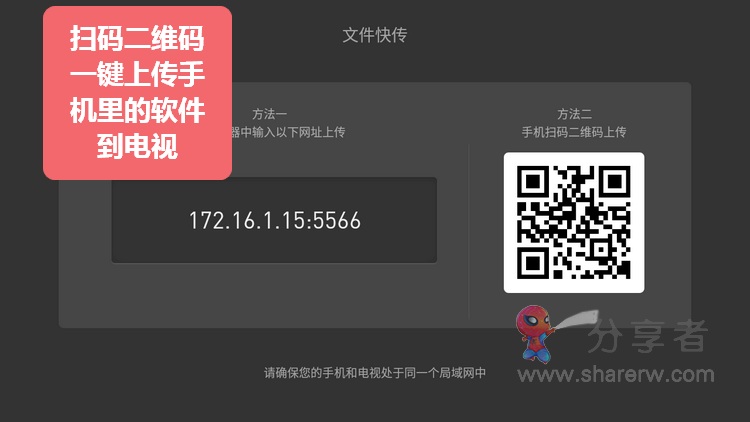 扫码二维码
一键上传手
机里的软件
到电视
文件快传
方法一
器中输入以下网址上传
172.16.1.15:5566
方法二
手机扫码二维码上传
分享者
www.sharerw.com
请确保您的手机和电视处于同一个局域网中